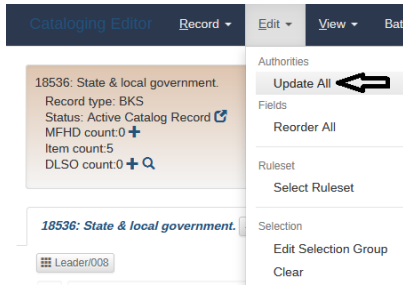 Cataloging Editor Record Edit View Bat
18536: State & local government.
Record type: BKS
Status: Active Catalog Record
MFHD count:0
Item count:5
DLSO count:0
18536: State & local government.
Leader/008
Authorities
Update All
Fields
Reorder All
Ruleset
Select Ruleset
Selection
Edit Selection Group
Clear